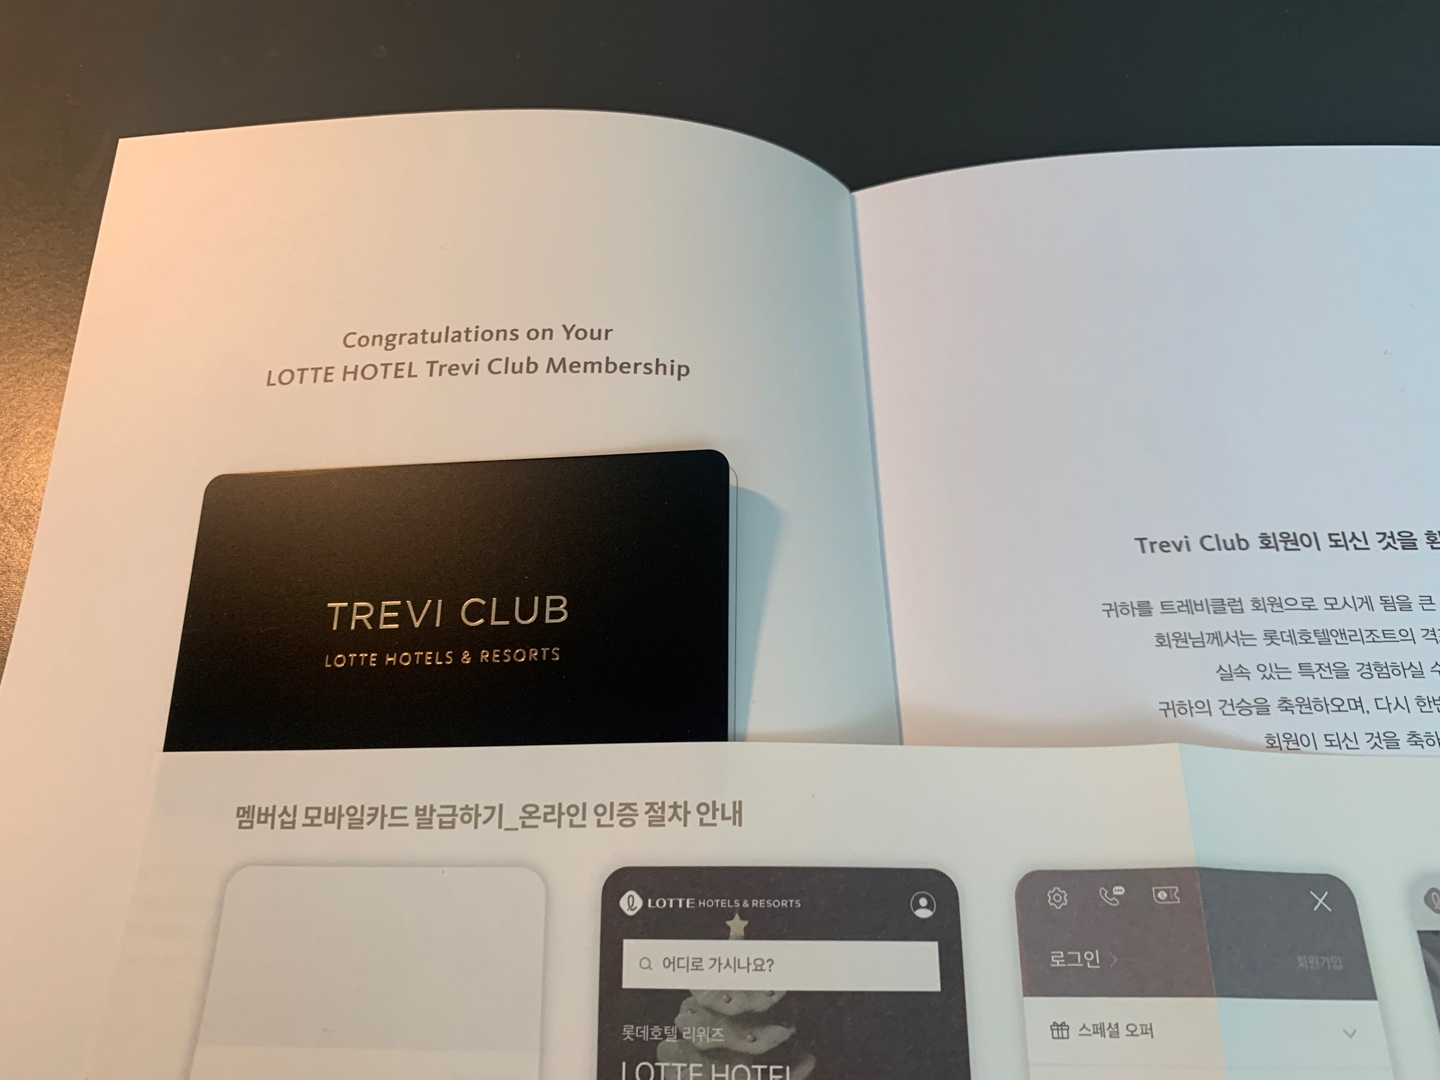 Congratulations on Your
LOTTE HOTEL Trevi Club Membership
TREVI CLUB
LOTTE HOTELS & RESORTS
Trevi Club 회원이 되신 것을 환
귀하를 트레비클럽 회원으로 모시게 됨을 큰
회원님께서는 롯데호텔앤리조트의 격
실속 있는 특전을 경험하실 수
귀하의 건승을 축원하오며, 다시 한번
회원이 되신 것을 축하
멤버십 모바일카드 발급하기_온라인 인증 절차 안내
LOTTE HOTELS & RESORTS
어디로 가시나요?
롯데호텔 리워즈
LOTTE HOTEL
로그인
회원가입
스페셜 오퍼